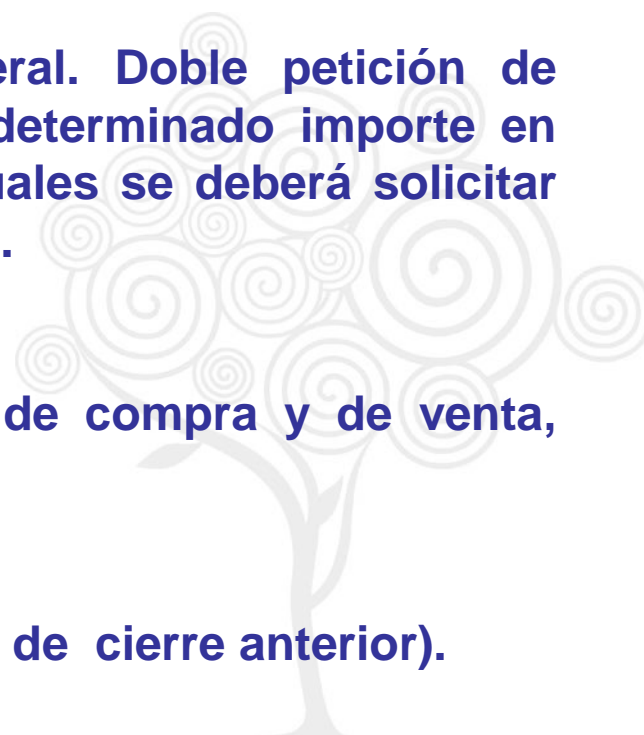 eral. Doble petición de
determinado importe en
uales se deberá solicitar
.
de compra y de venta,
de cierre anterior).